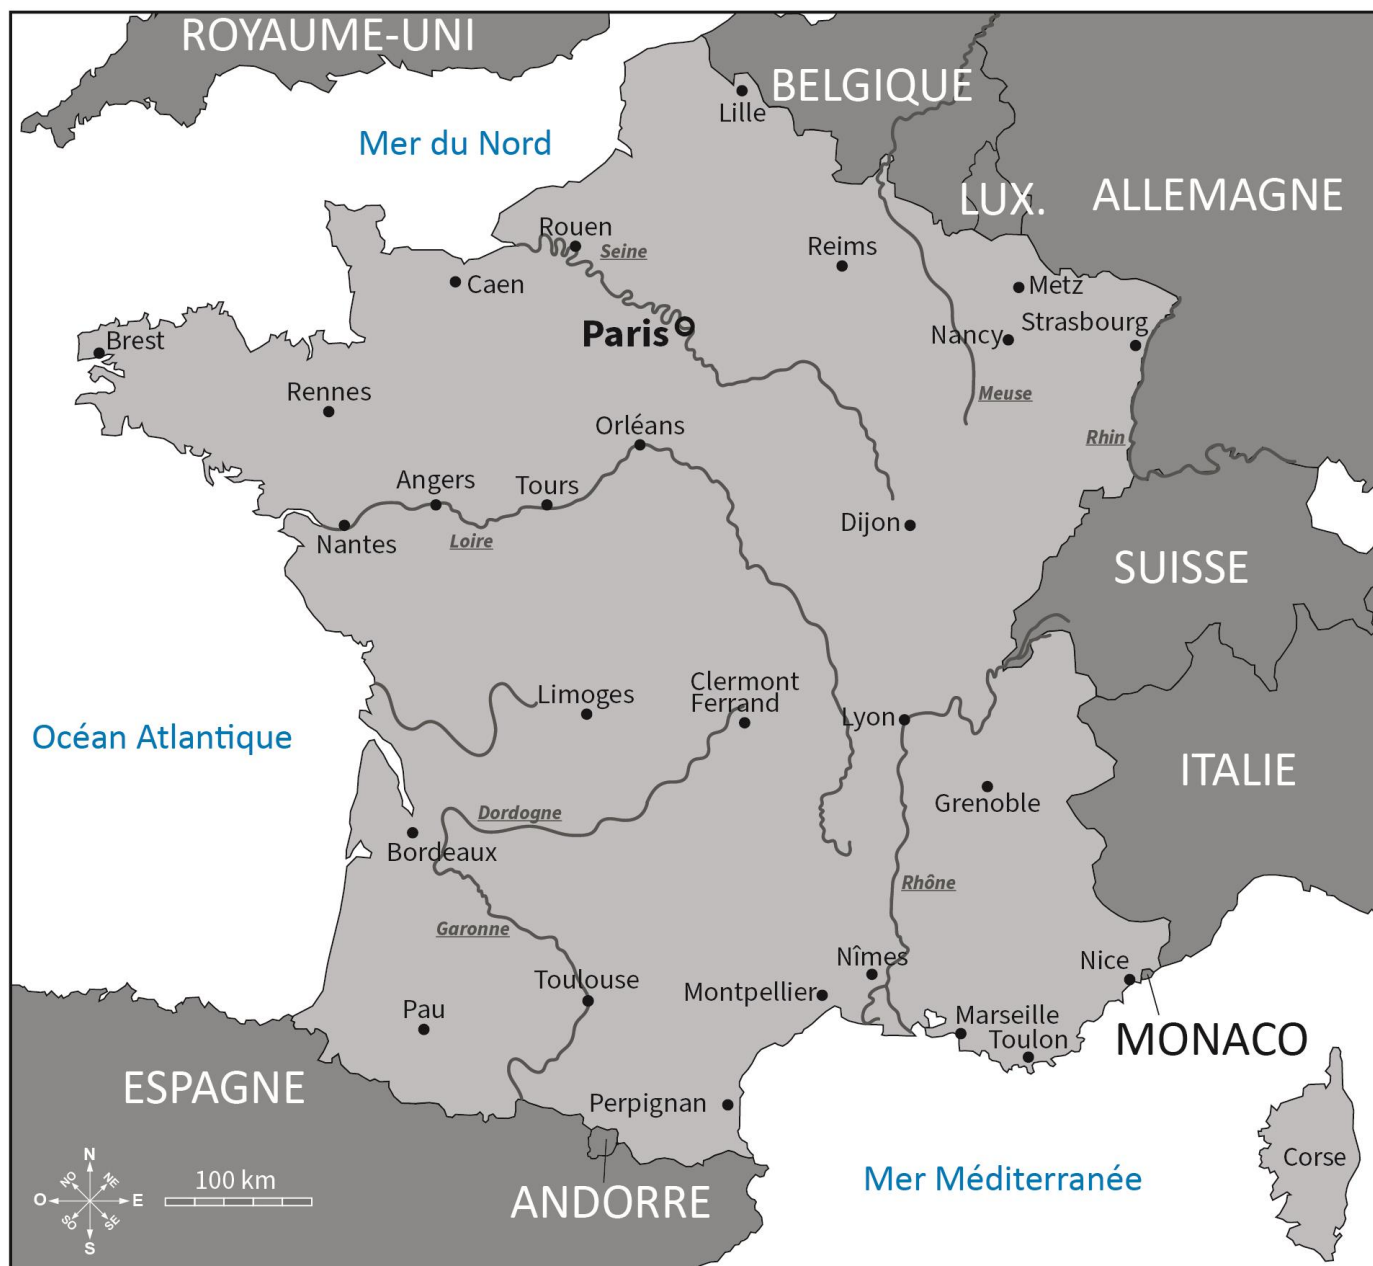 ROYAUME-UNI
BELGIQUE
Lille
Mer du Nord
LUX.
ALLEMAGNE
Rouen
Seine
Reims
Caen
Metz
Strasbourg
Paris
Nancy
Brest
Rennes
Meuse
Orléans
Rhin
Angers
Tours
Dijon
Nantes
Loire
SUISSE
Limoges
Clermont
Ferrand
Lyon
Océan Atlantique
ITALIE
Grenoble
Dordogne
Bordeaux
Rhône
Garonne
Nîmes
Nice
Toulouse
Montpellier
Pau
Marseille
Toulon
MONACO
ESPAGNE
Perpignan
Corse
N
NO
NE
100 km
O
E
Mer Méditerranée
ANDORRE
SO
SE
S